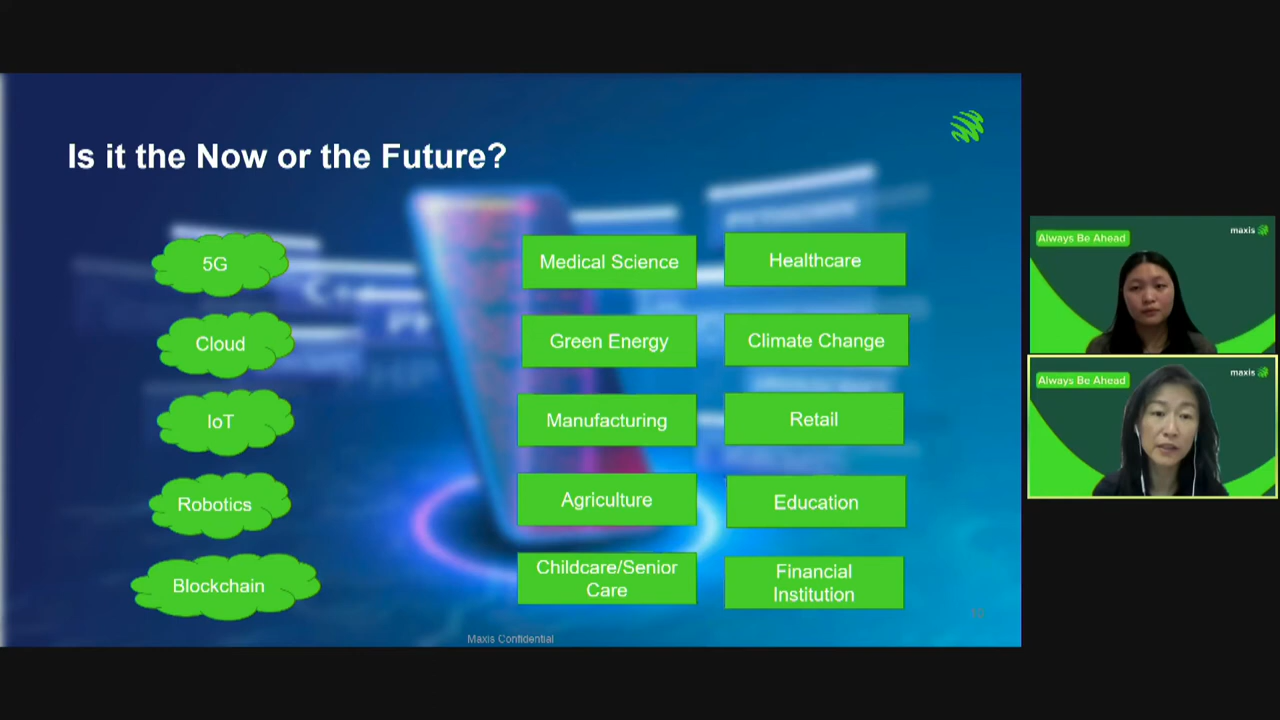 Is it the Now or the Future?
5G
Medical Science
Healthcare
Cloud
Green Energy
Climate Change
IoT
Manufacturing
Retail
Robotics
Agriculture
Education
Blockchain
Childcare/Senior
Care
Financial
Institution
10
Maxis Confidential
Always Be Ahead
maxis
Always Be Ahead
maxis